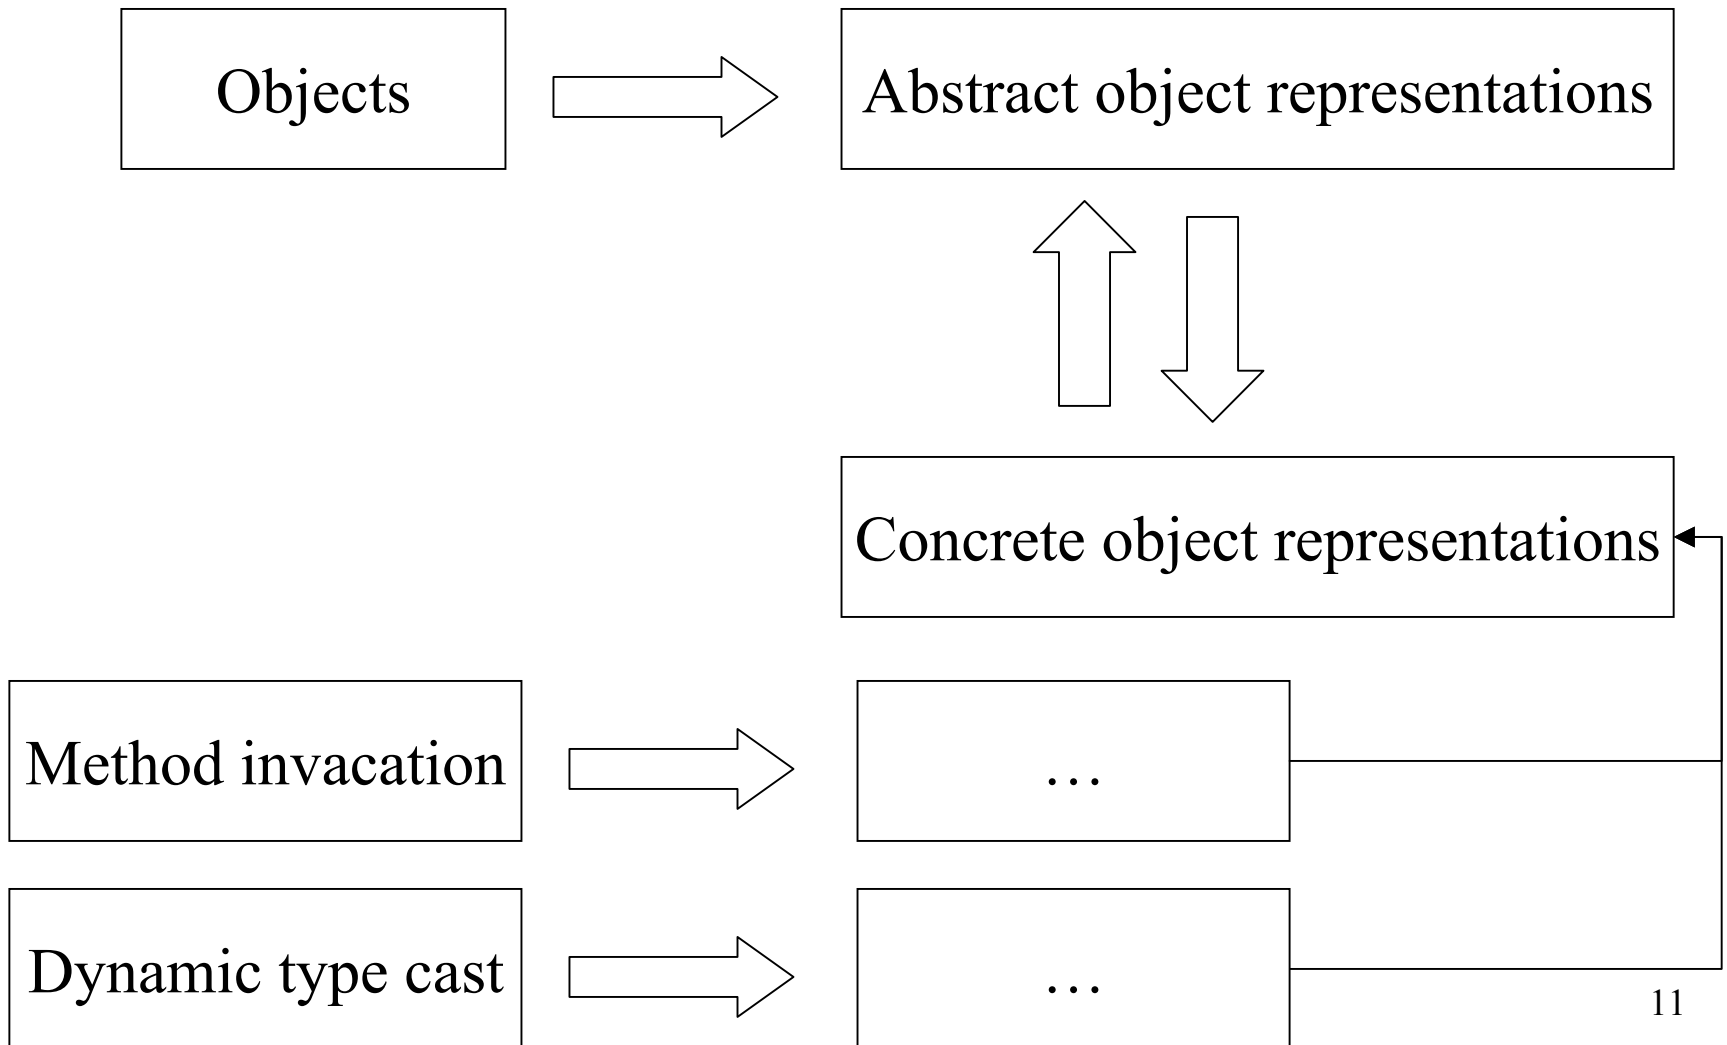 Objects
Abstract object representations
Concrete object representations
Method invacation
…
Dynamic type cast
…
11